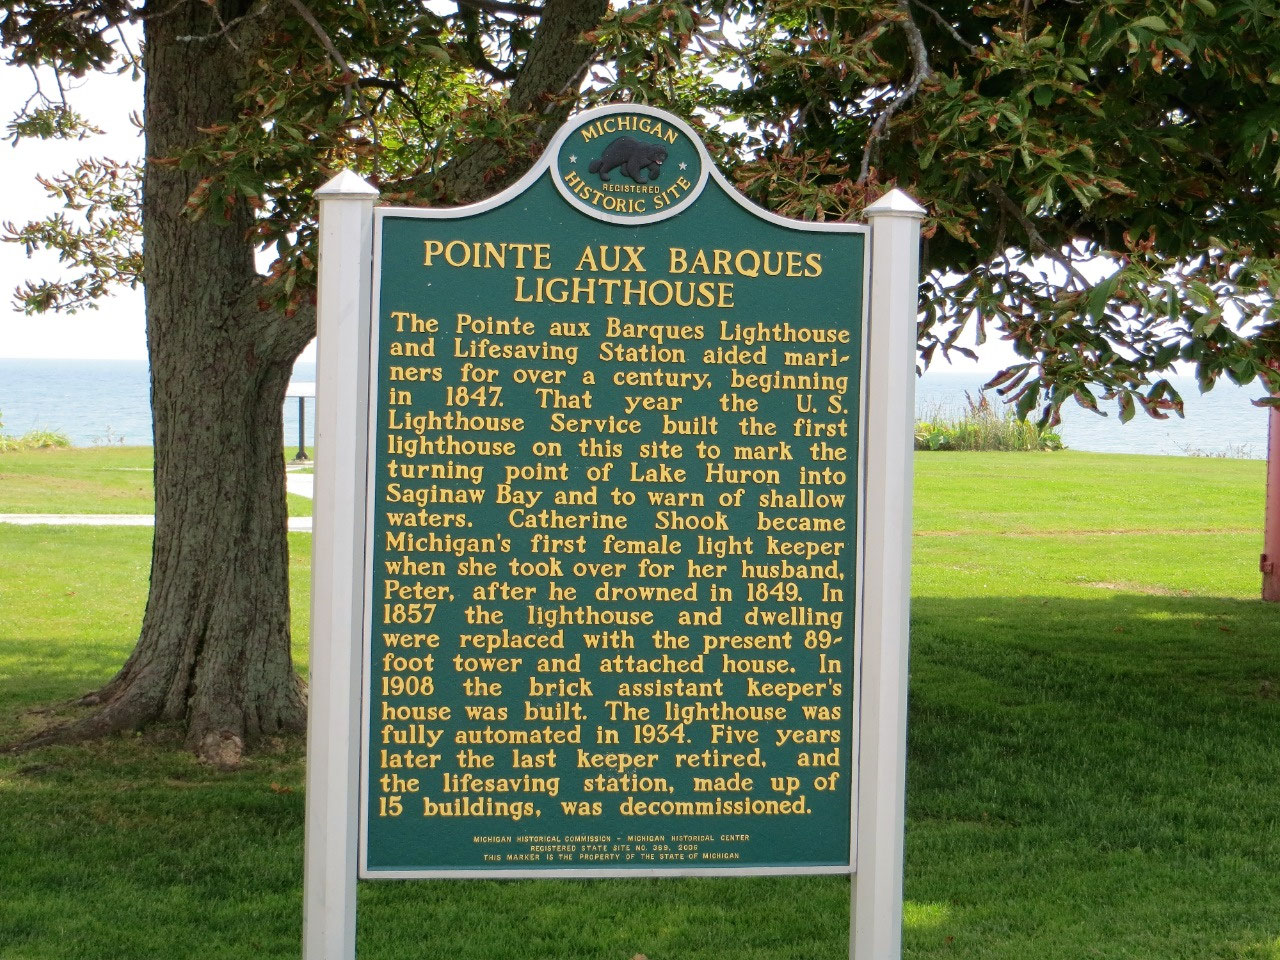 MICHIGAN
REGISTERED
HISTORIC SITE
POINTE AUX BARQUES
LIGHTHOUSE
The Pointe aux Barques Lighthouse
and Lifesaving Station aided mari-
ners for over a century, beginning
in 1847. That year the U. S.
Lighthouse Service built the first
lighthouse on this site to mark the
turning point of Lake Huron into
Saginaw Bay and to warn of shallow
waters. Catherine Shook became
Michigan's first female light keeper
when she took over for her husband,
Peter, after he drowned in 1849. In
1857 the lighthouse and dwelling
were replaced with the present 89-
foot tower and attached house. In
1908 the brick assistant keeper's
house was built. The lighthouse was
fully automated in 1934. Five years
later the last keeper retired, and
the lifesaving station, made up of
15 buildings, was decommissioned.
MICHIGAN HISTORICAL COMMISSION - MICHIGAN HISTORICAL CENTER
REGISTERED STATE SITE NO. 369, 2006
THIS MARKER IS THE PROPERTY OF THE STATE OF MICHIGAN